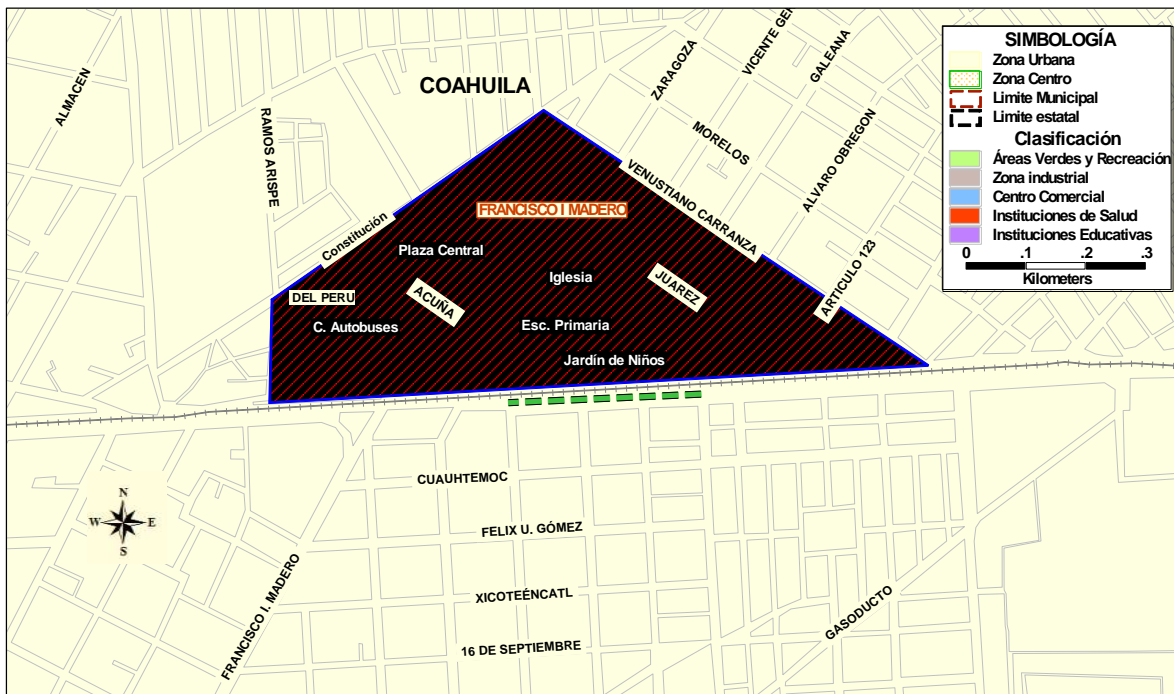 COAHUILA
ALMACEN
RAMOS ARISPE
ZARAGOZA
VICENTE GE
GALEANA
MORELOS
ALVARO OBREGON
VENUSTIANO CARRANZA
ARTICULO 123
Constitución
FRANCISCO I MADERO
Plaza Central
Iglesia
JUAREZ
DEL PERU
ACUÑA
C. Autobuses
Esc. Primaria
Jardín de Niños
SIMBOLOGÍA
Zona Urbana
Zona Centro
Limite Municipal
Limite estatal
Clasificación
Áreas Verdes y Recreación
Zona industrial
Centro Comercial
Instituciones de Salud
Instituciones Educativas
0 .1 .2 .3
Kilometers
CUAUHTEMOC
FELIX U. GÓMEZ
XICOTEÉNCATL
16 DE SEPTIEMBRE
FRANCISCO I. MADERO
GASODUCTO
N
W E
S